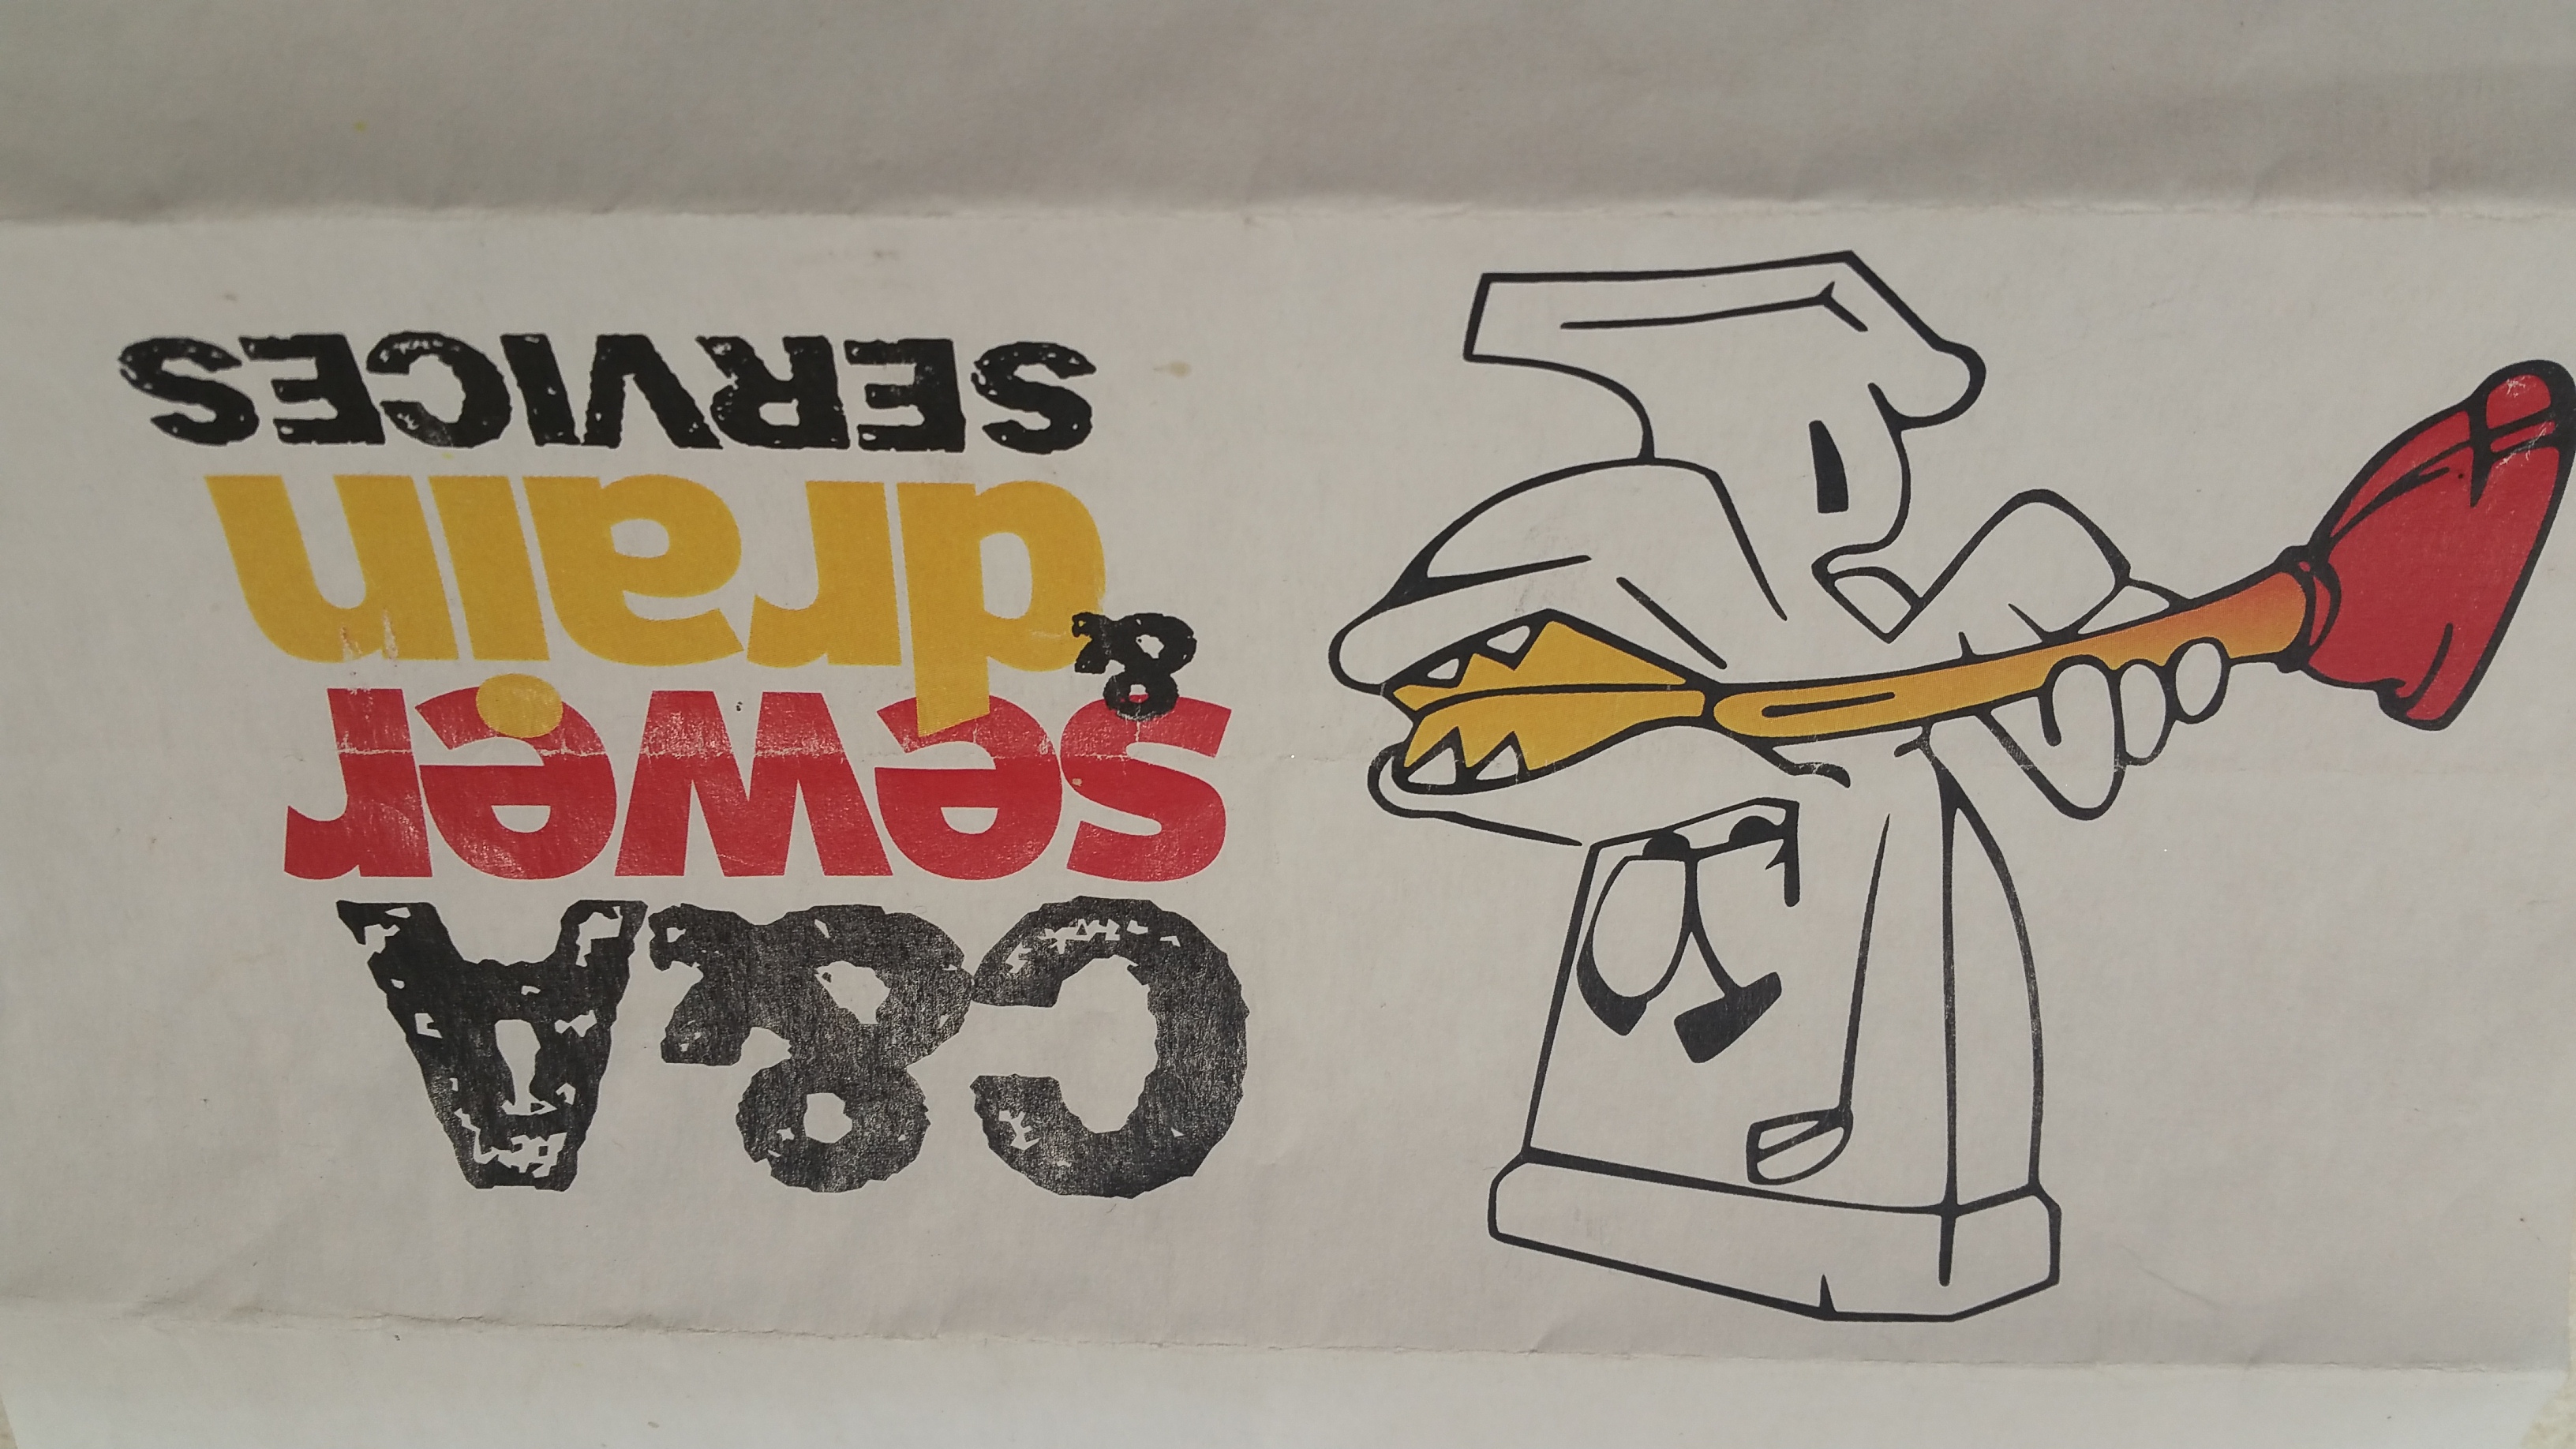 C&A
sewer
& drain
SERVICES